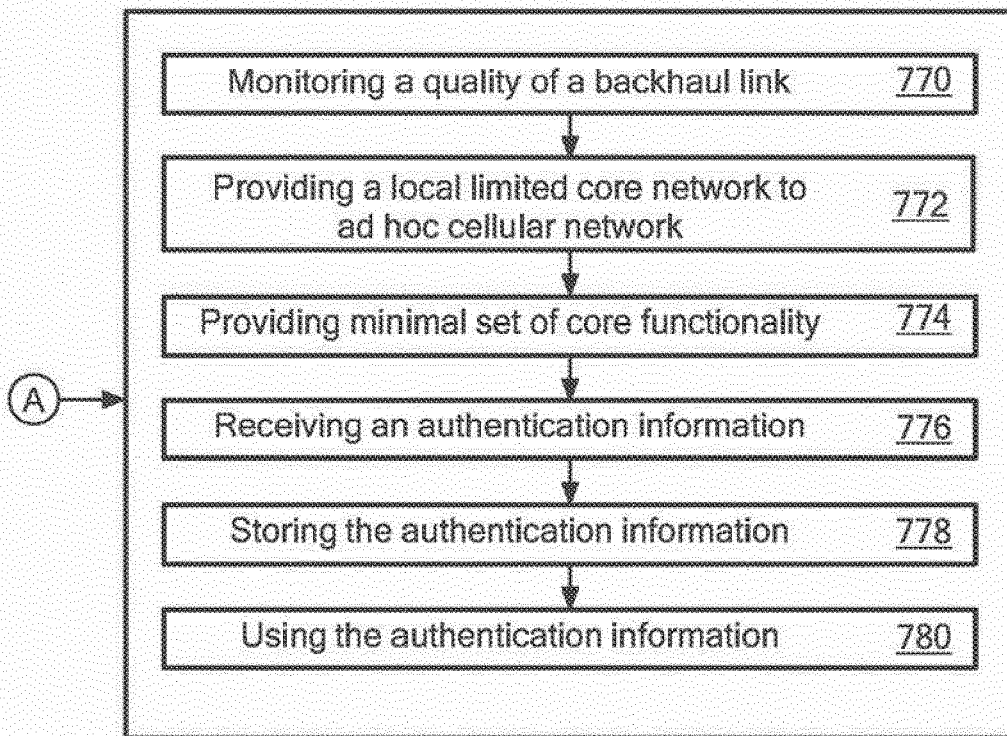 Monitoring a quality of a backhaul link 770
Providing a local limited core network to
ad hoc cellular network 772
Providing minimal set of core functionality 774
A
Receiving an authentication information 776
Storing the authentication information 778
Using the authentication information 780